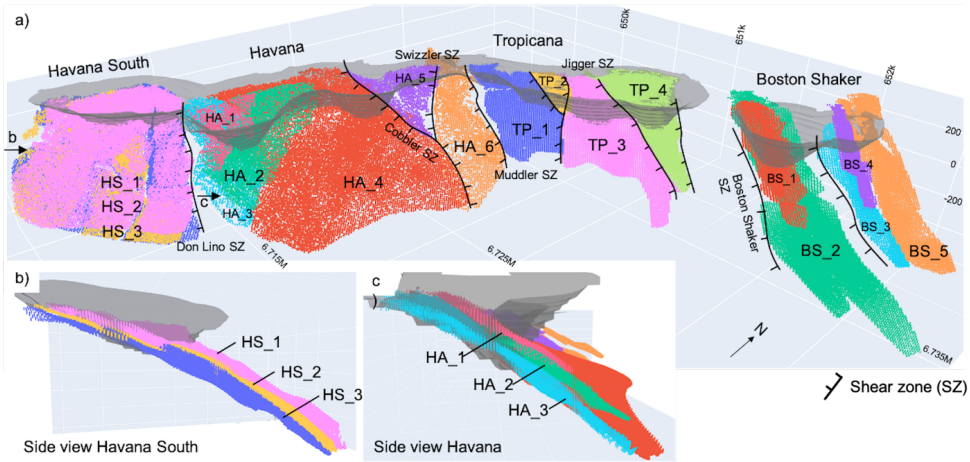 a)
Havana South
Havana
Swizzler SZ
Tropicana
Jigger SZ
650k
651k
652k
Boston Shaker
b
c
HS_1
HS_2
HS_3
HA_1
HA_2
HA_3
HA_4
HA_5
HA_6
TP_1
TP_2
TP_3
TP_4
BS_1
BS_2
BS_3
BS_4
BS_5
Cobbler SZ
Muddler SZ
Don Lino SZ
Boston Shaker
SZ
200
0
-200
6.715M
6.725M
6.735M
N
Shear zone (SZ)
b)
HS_1
HS_2
HS_3
Side view Havana South
c
)
HA_1
HA_2
HA_3
Side view Havana